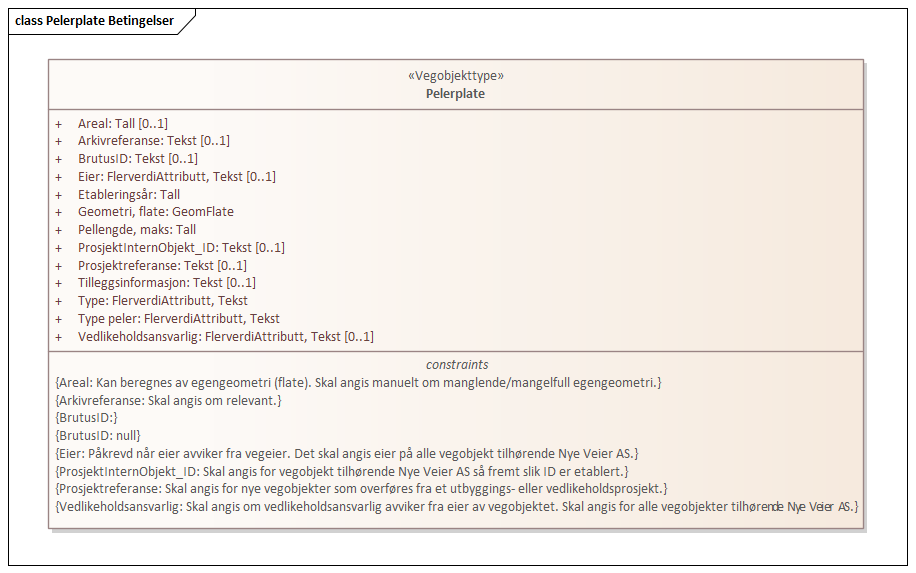 class Pelerplate Betingelser
«Vegobjekttype»
Pelerplate
+ Areal: Tall [0..1]
+ Arkivreferanse: Tekst [0..1]
+ BrutusID: Tekst [0..1]
+ Eier: FlerverdiAttributt, Tekst [0..1]
+ Etableringsår: Tall
+ Geometri, flate: GeomFlate
+ Pellengde, maks: Tall
+ ProsjektInternObjekt_ID: Tekst [0..1]
+ Prosjektreferanse: Tekst [0..1]
+ Tilleggsinformasjon: Tekst [0..1]
+ Type: FlerverdiAttributt, Tekst
+ Type peler: FlerverdiAttributt, Tekst
+ Vedlikeholdsansvarlig: FlerverdiAttributt, Tekst [0..1]
constraints
{Areal: Kan beregnes av egengeometri (flate). Skal angis manuelt om manglende/mangelfull egengeometri.}
{Arkivreferanse: Skal angis om relevant.}
{BrutusID:}
{BrutusID: null}
{Eier: Påkrevd når eier avviker fra vegeier. Det skal angis eier på alle vegobjekt tilhørende Nye Veier AS.}
{ProsjektInternObjekt_ID: Skal angis for vegobjekt tilhørende Nye Veier AS så fremt slik ID er etablert.}
{Prosjektreferanse: Skal angis for nye vegobjekter som overføres fra et utbyggings- eller vedlikeholdsprosjekt.}
{Vedlikeholdsansvarlig: Skal angis om vedlikeholdsansvarlig avviker fra eier av vegobjektet. Skal angis for alle vegobjekter tilhørende Nye Veier AS.}